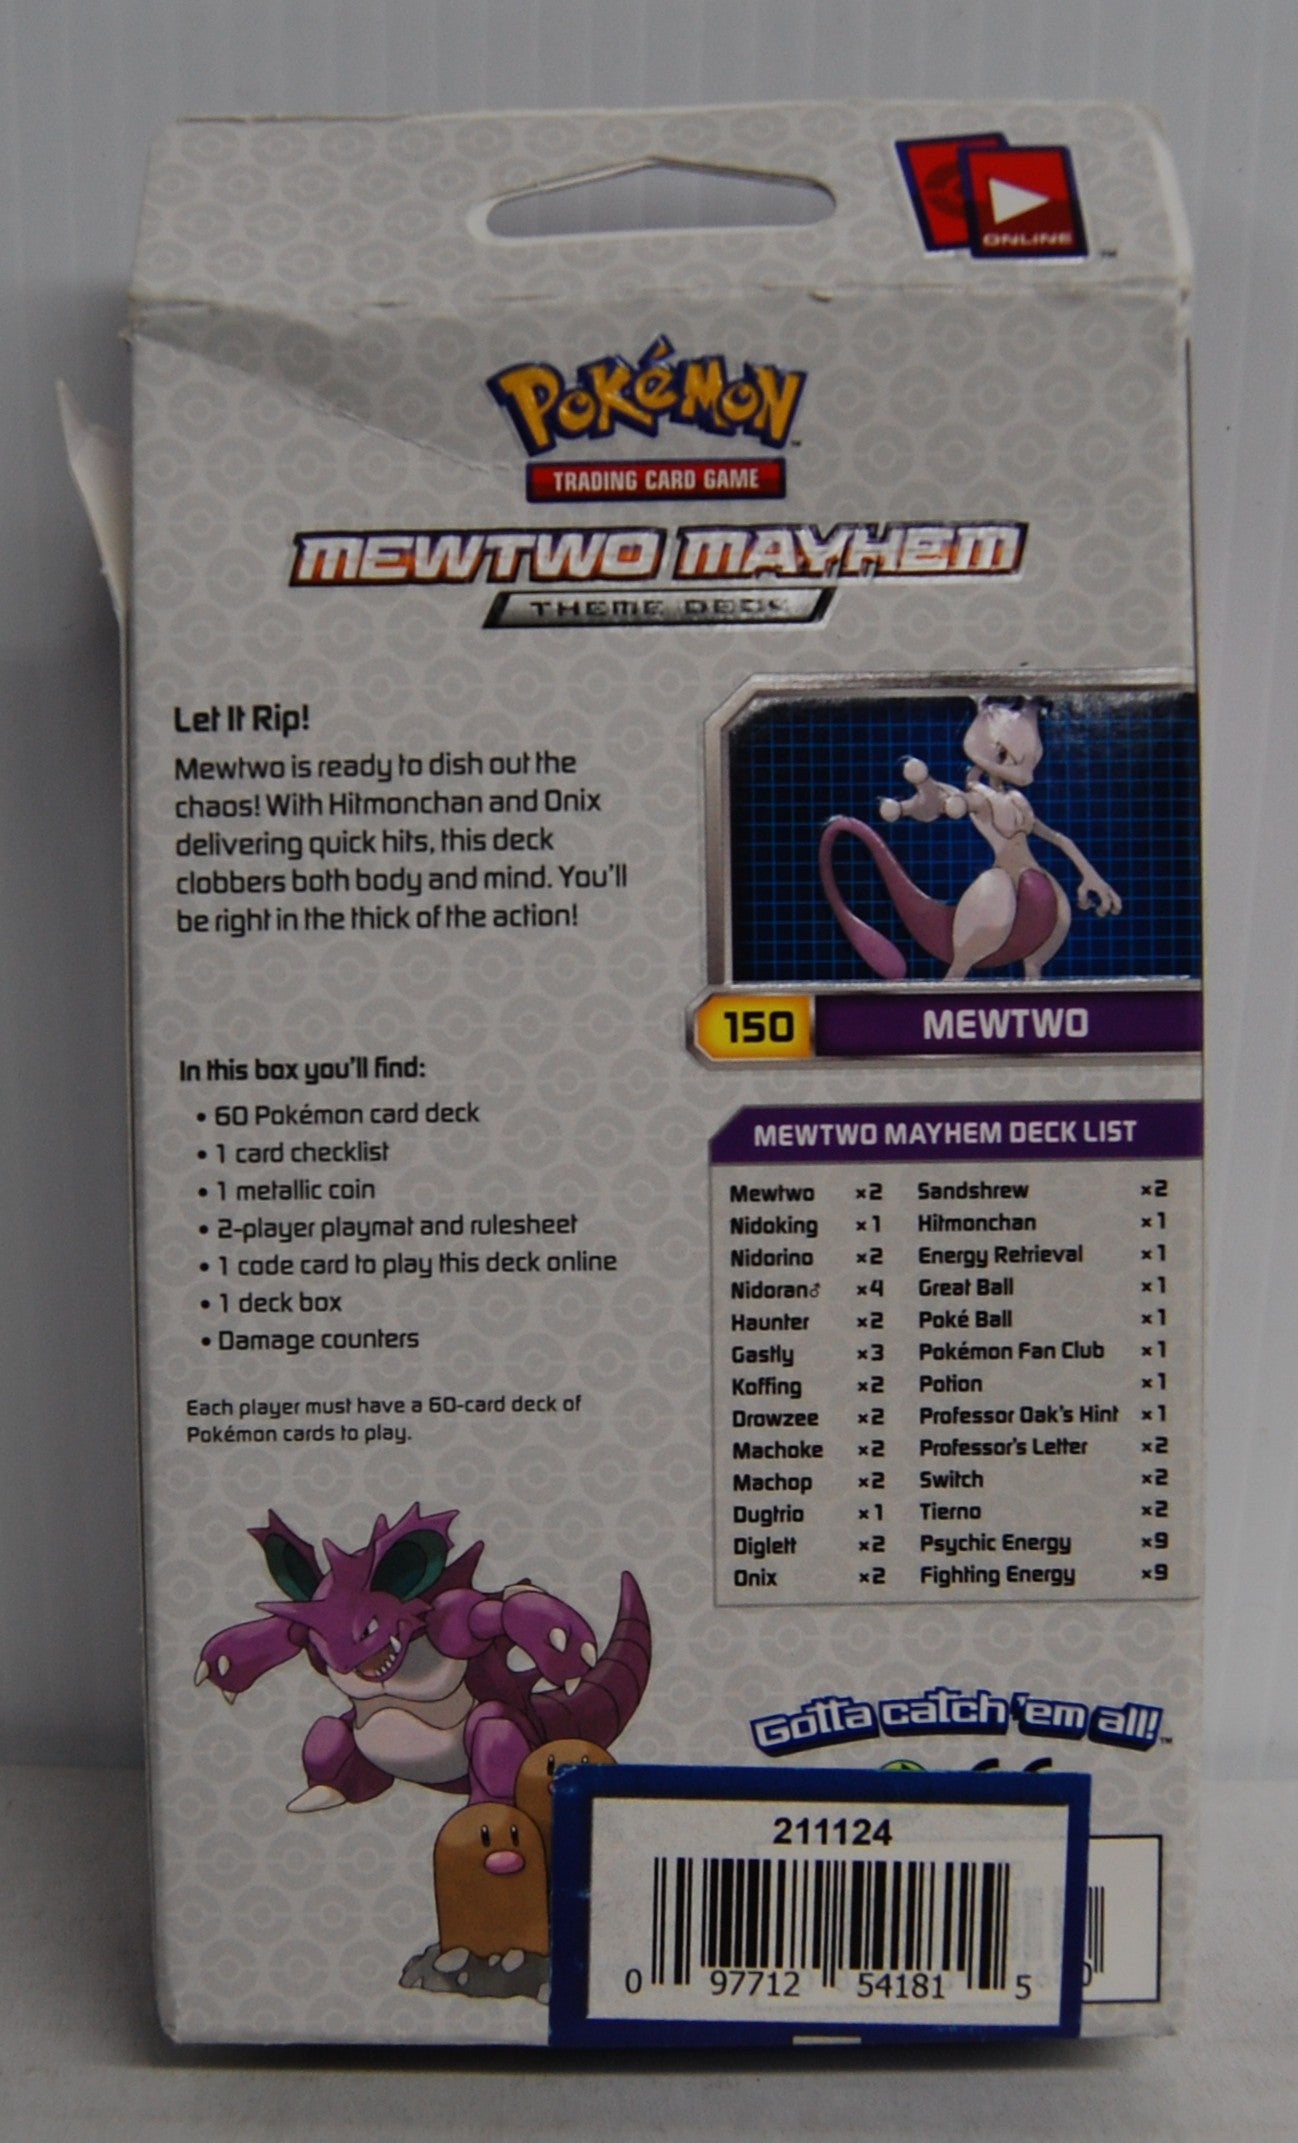 ONLINE
™
POKéMON
™
TRADING CARD GAME
MEWTWO MAYHEM
THEME DECK
Let It Rip!
Mewtwo is ready to dish out the
chaos! With Hitmonchan and Onix
delivering quick hits, this deck
clobbers both body and mind. You'll
be right in the thick of the action!
150 MEWTWO
In this box you'll find:
• 60 Pokémon card deck
• 1 card checklist
• 1 metallic coin
• 2-player playmat and rulesheet
• 1 code card to play this deck online
• 1 deck box
• Damage counters
Each player must have a 60-card deck of
Pokémon cards to play.
MEWTWO MAYHEM DECK LIST
Mewtwo ×2 Sandshrew ×2
Nidoking ×1 Hitmonchan ×1
Nidorino ×2 Energy Retrieval ×1
Nidoran♂ ×4 Great Ball ×1
Haunter ×2 Poké Ball ×1
Gastly ×3 Pokémon Fan Club ×1
Koffing ×2 Potion ×1
Drowzee ×2 Professor Oak's Hint ×1
Machoke ×2 Professor's Letter ×2
Machop ×2 Switch ×2
Dugtrio ×1 Tierno ×2
Diglett ×2 Psychic Energy ×9
Onix ×2 Fighting Energy ×9
Gotta catch 'em all!™
211124
0 97712 54181 5